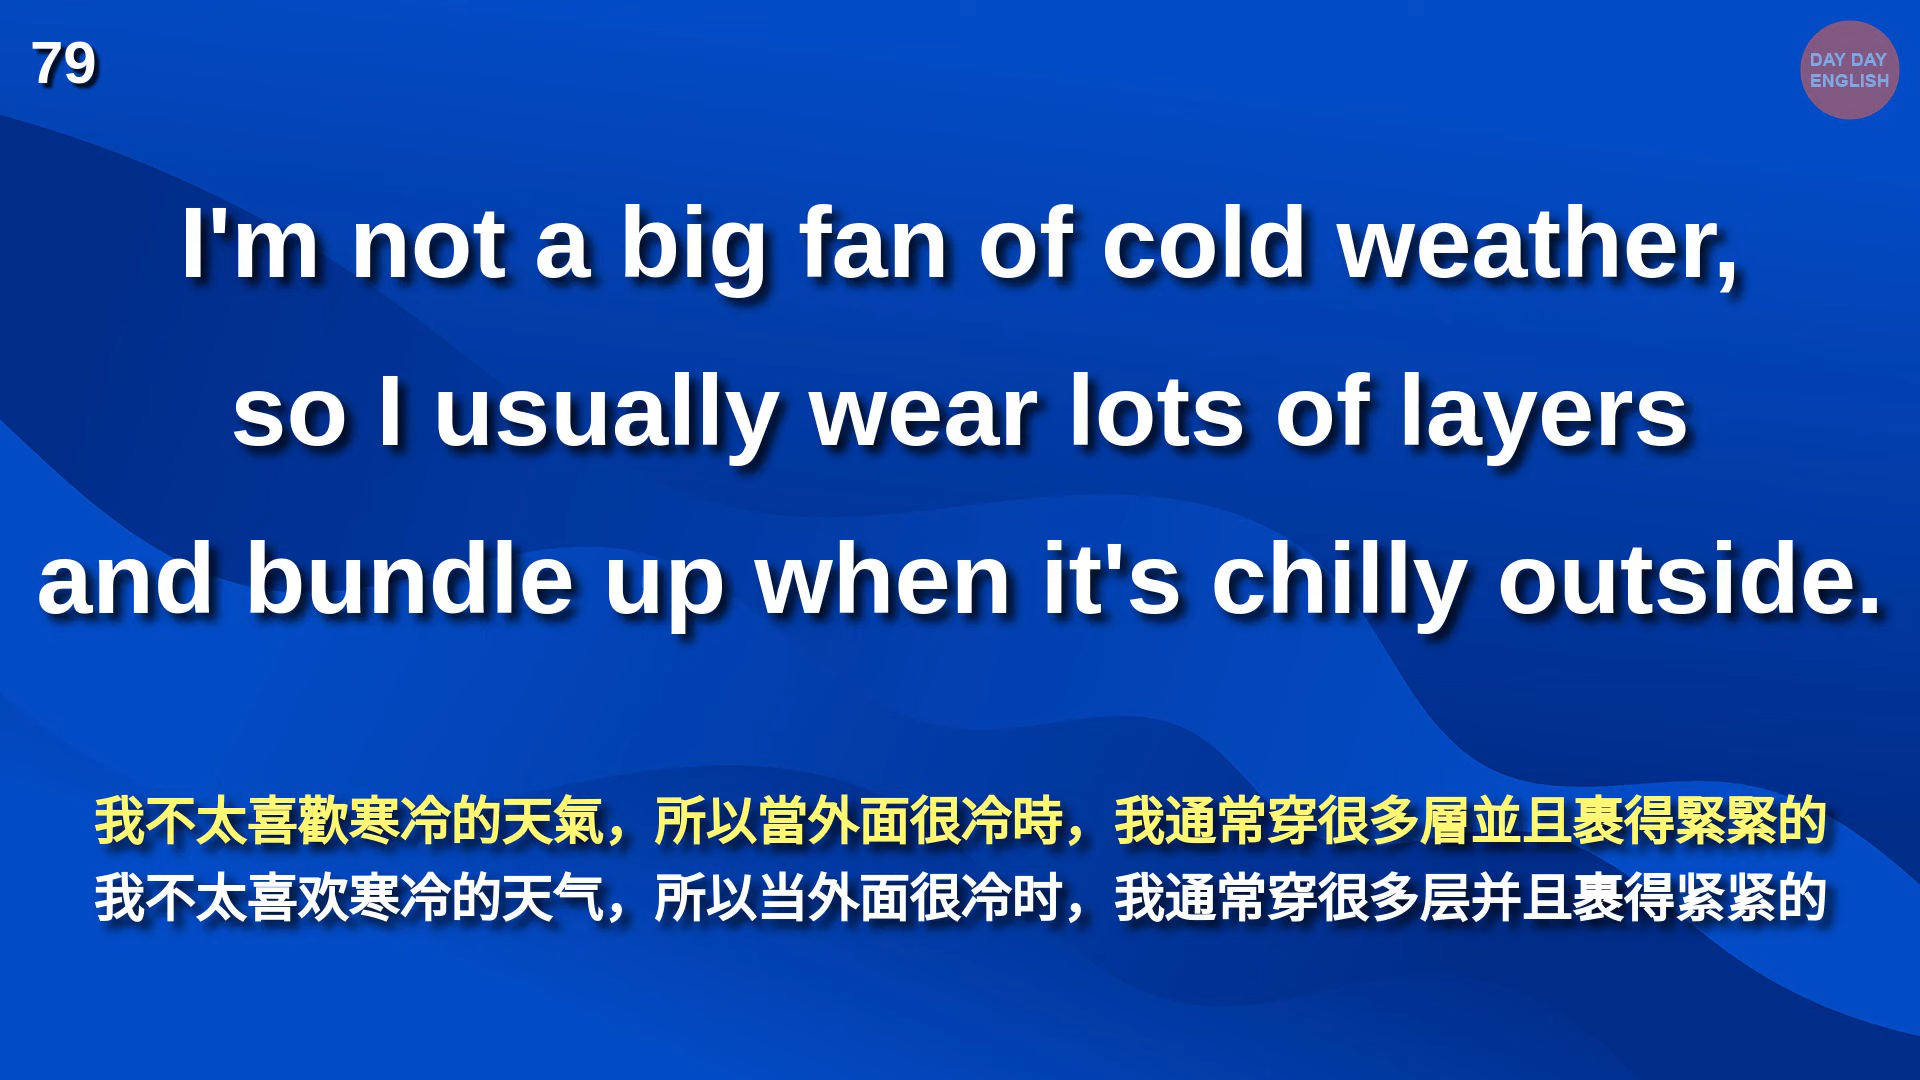 79
DAY DAY
ENGLISH
I'm not a big fan of cold weather,
so I usually wear lots of layers
and bundle up when it's chilly outside.
我不太喜歡寒冷的天氣，所以當外面很冷時，我通常穿很多層並且裹得緊緊的
我不太喜欢寒冷的天气，所以当外面很冷时，我通常穿很多层并且裹得紧紧的